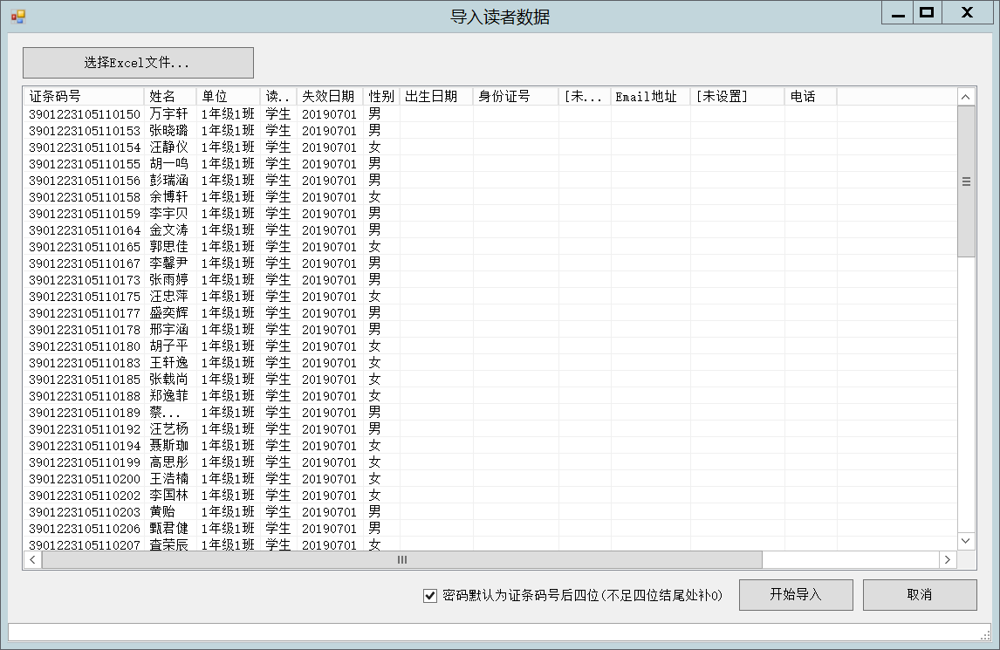 导入读者数据
选择Excel文件...
证条码号 姓名 单位 读.. 失效日期 性别 出生日期 身份证号 [未... Email地址 [未设置] 电话
3901223105110150 万宇轩 1年级1班 学生 20190701 男
3901223105110153 张晓璐 1年级1班 学生 20190701 男
3901223105110154 汪静仪 1年级1班 学生 20190701 女
3901223105110155 胡一鸣 1年级1班 学生 20190701 男
3901223105110156 彭瑞涵 1年级1班 学生 20190701 男
3901223105110158 余博轩 1年级1班 学生 20190701 女
3901223105110159 李宇贝 1年级1班 学生 20190701 男
3901223105110164 金文涛 1年级1班 学生 20190701 男
3901223105110165 郭思佳 1年级1班 学生 20190701 女
3901223105110167 李馨尹 1年级1班 学生 20190701 男
3901223105110173 张雨婷 1年级1班 学生 20190701 男
3901223105110175 汪忠萍 1年级1班 学生 20190701 女
3901223105110177 盛奕辉 1年级1班 学生 20190701 男
3901223105110178 邢宇涵 1年级1班 学生 20190701 男
3901223105110180 胡子平 1年级1班 学生 20190701 女
3901223105110183 王轩逸 1年级1班 学生 20190701 女
3901223105110185 张载尚 1年级1班 学生 20190701 女
3901223105110188 郑逸菲 1年级1班 学生 20190701 女
3901223105110189 蔡... 1年级1班 学生 20190701 男
3901223105110192 汪艺杨 1年级1班 学生 20190701 男
3901223105110194 聂斯珈 1年级1班 学生 20190701 女
3901223105110199 高思彤 1年级1班 学生 20190701 女
3901223105110200 王浩楠 1年级1班 学生 20190701 女
3901223105110202 李国林 1年级1班 学生 20190701 女
3901223105110203 黄贻 1年级1班 学生 20190701 男
3901223105110206 甄君健 1年级1班 学生 20190701 男
3901223105110207 查荣辰 1年级1班 学生 20190701 女
密码默认为证条码号后四位(不足四位结尾处补0)
开始导入
取消